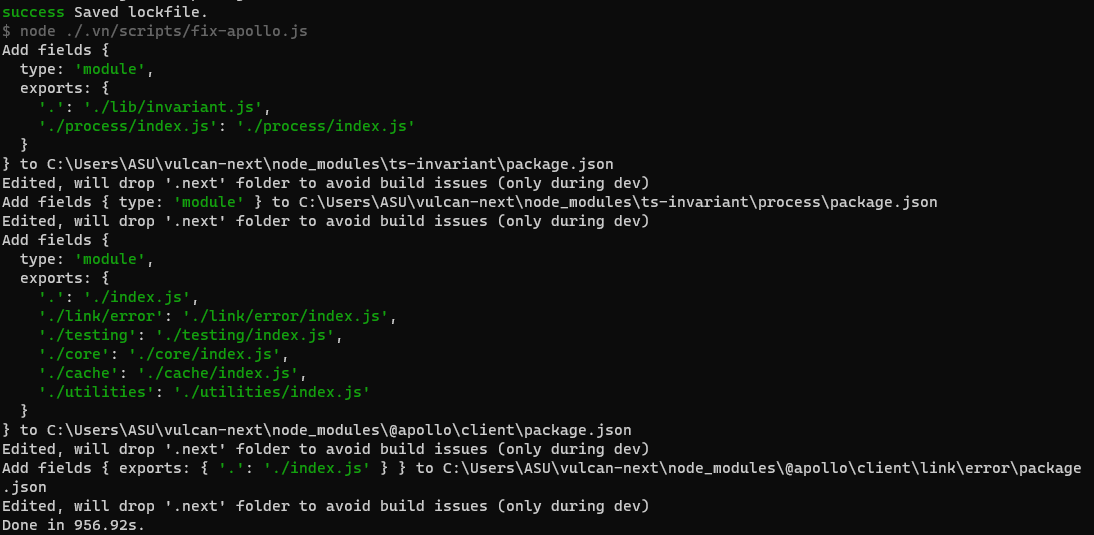 success Saved lockfile.
$ node ./.vn/scripts/fix-apollo.js
Add fields {
  type: 'module',
  exports: {
    '.': './lib/invariant.js',
    './process/index.js': './process/index.js'
  }
} to C:\Users\ASU\vulcan-next\node_modules\ts-invariant\package.json
Edited, will drop '.next' folder to avoid build issues (only during dev)
Add fields { type: 'module' } to C:\Users\ASU\vulcan-next\node_modules\ts-invariant\process\package.json
Edited, will drop '.next' folder to avoid build issues (only during dev)
Add fields {
  type: 'module',
  exports: {
    '.': './index.js',
    './link/error': './link/error/index.js',
    './testing': './testing/index.js',
    './core': './core/index.js',
    './cache': './cache/index.js',
    './utilities': './utilities/index.js'
  }
} to C:\Users\ASU\vulcan-next\node_modules\@apollo\client\package.json
Edited, will drop '.next' folder to avoid build issues (only during dev)
Add fields { exports: { '.': './index.js' } } to C:\Users\ASU\vulcan-next\node_modules\@apollo\client\link\error\package
.json
Edited, will drop '.next' folder to avoid build issues (only during dev)
Done in 956.92s.